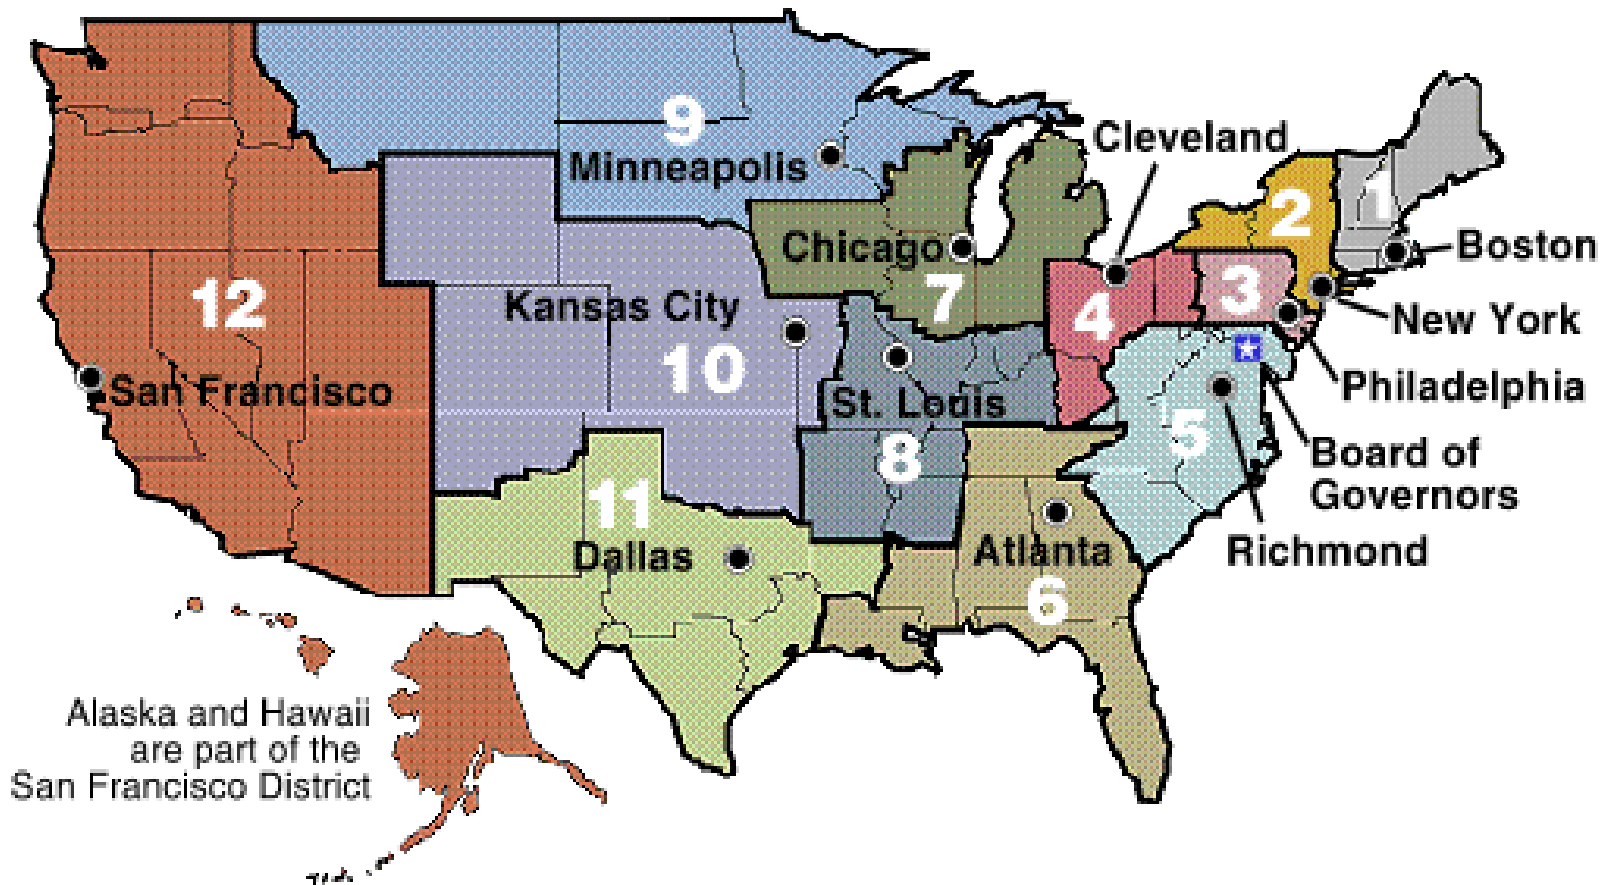 9
Minneapolis
Cleveland
1
2
Boston
Chicago
7
3
4
New York
12
Kansas City
10
San Francisco
St. Louis
Philadelphia
5
8
Board of
Governors
11
Dallas
Atlanta
Richmond
6
Alaska and Hawaii
are part of the
San Francisco District